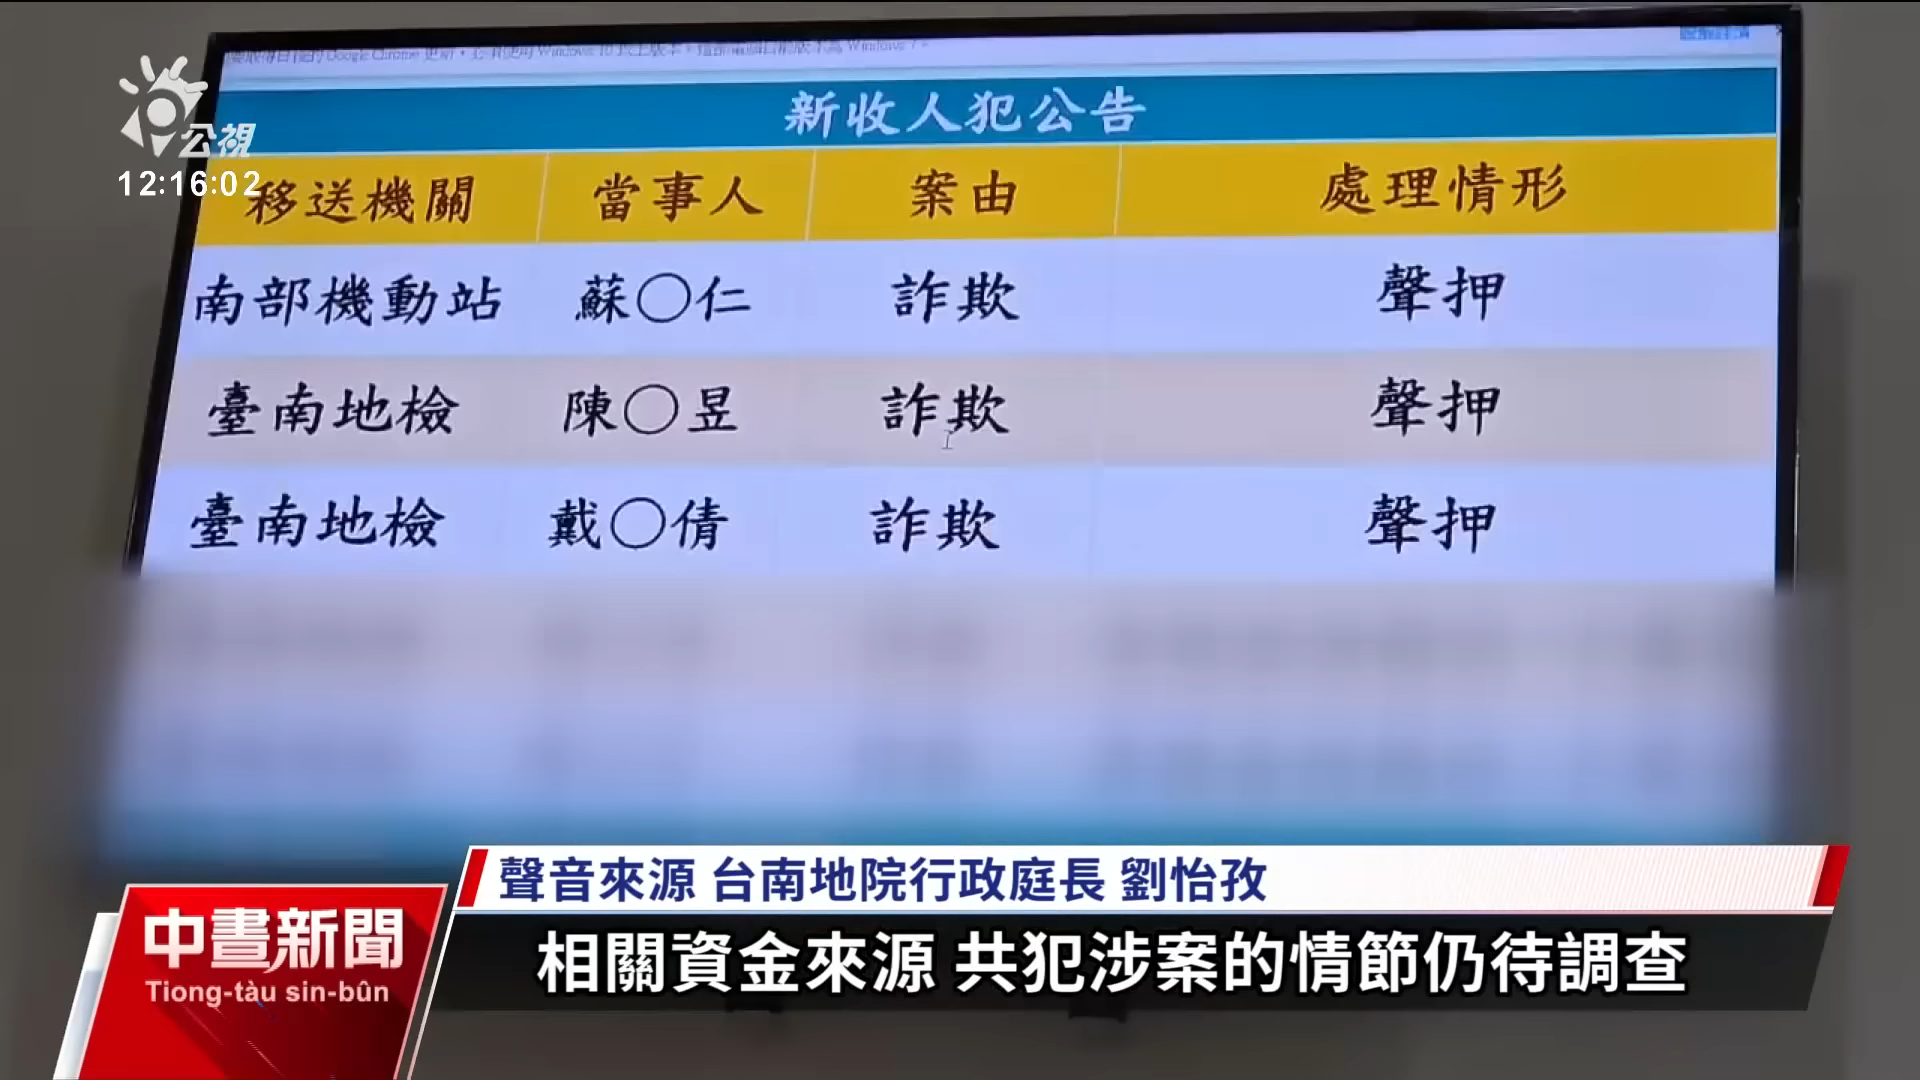 公視
12:16:02
新收人犯公告
移送機關 當事人 案由 處理情形
南部機動站 蘇〇仁 詐欺 聲押
臺南地檢 陳〇昱 詐欺 聲押
臺南地檢 戴〇倩 詐欺 聲押
聲音來源 台南地院行政庭長 劉怡孜
中晝新聞
Tiong-tàu sin-bûn
相關資金來源 共犯涉案的情節仍待調查